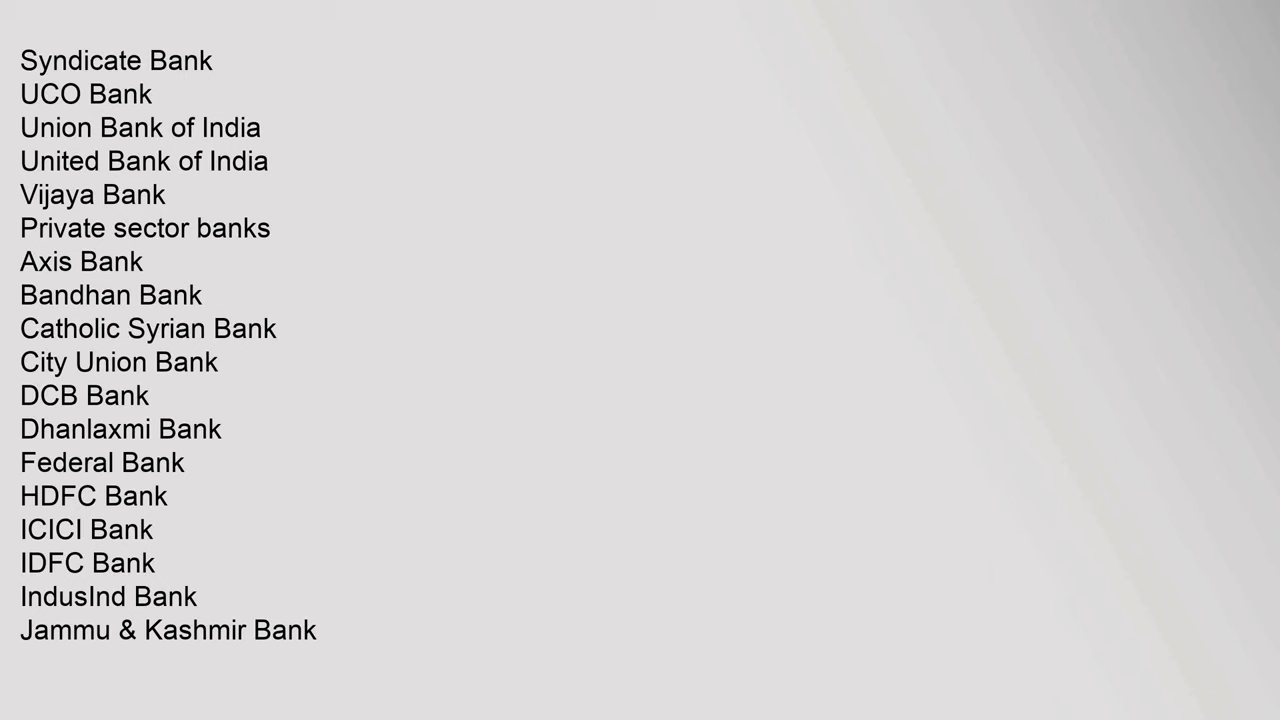 Syndicate Bank
UCO Bank
Union Bank of India
United Bank of India
Vijaya Bank
Private sector banks
Axis Bank
Bandhan Bank
Catholic Syrian Bank
City Union Bank
DCB Bank
Dhanlaxmi Bank
Federal Bank
HDFC Bank
ICICI Bank
IDFC Bank
IndusInd Bank
Jammu & Kashmir Bank